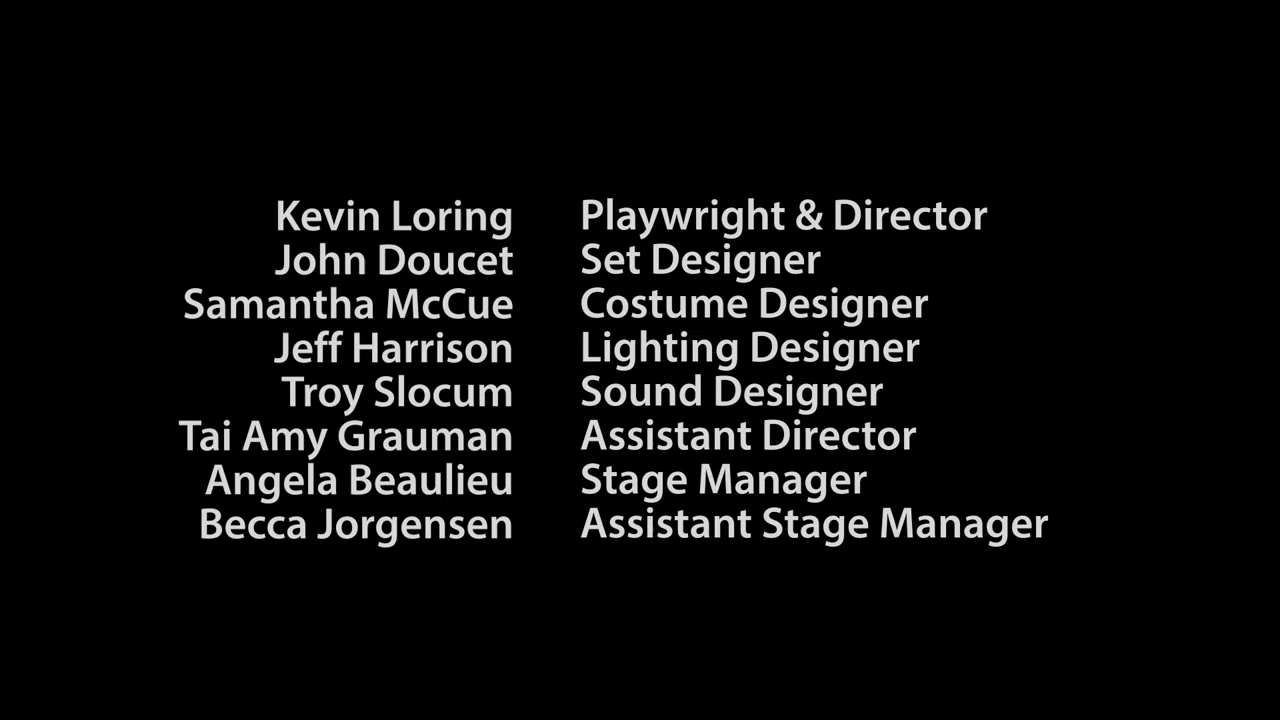 Kevin Loring Playwright & Director
John Doucet Set Designer
Samantha McCue Costume Designer
Jeff Harrison Lighting Designer
Troy Slocum Sound Designer
Tai Amy Grauman Assistant Director
Angela Beaulieu Stage Manager
Becca Jorgensen Assistant Stage Manager